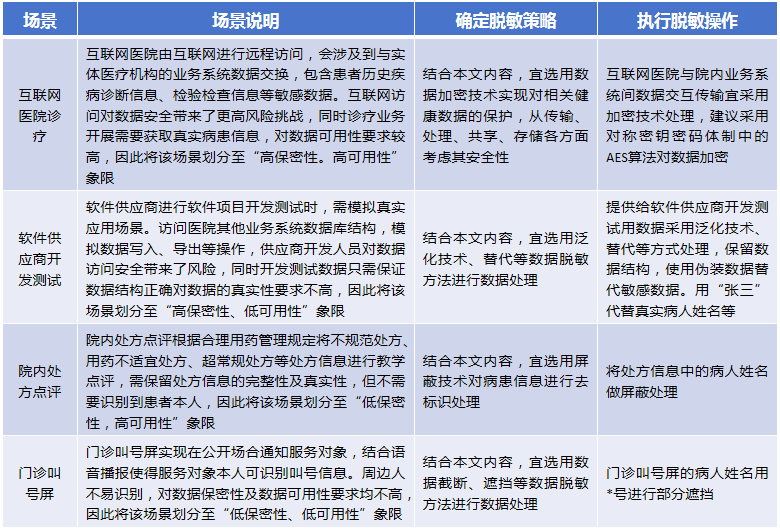 场景 场景说明 确定脱敏策略 执行脱敏操作
互联网
医院诊
疗
互联网医院由互联网进行远程访问，会涉及到与实
体医疗机构的业务系统数据交换，包含患者历史疾
病诊断信息、检验检查信息等敏感数据。互联网访
问对数据安全带来了更高风险挑战，同时诊疗业务
开展需要获取真实病患信息，对数据可用性要求较
高，因此将该场景划分至“高保密性。高可用性”
象限
结合本文内容，宜选用数
据加密技术实现对相关健
康数据的保护，从传输、
处理、共享、存储各方面
考虑其安全性
互联网医院与院内业务系
统间数据交互传输宜采用
加密技术处理，建议采用
对称密钥密码体制中的
AES算法对数据加密
软件供
应商开
发测试
软件供应商进行软件项目开发测试时，需模拟真实
应用场景。访问医院其他业务系统数据库结构，模
拟数据写入、导出等操作，供应商开发人员对数据
访问安全带来了风险，同时开发测试数据只需保证
数据结构正确对数据的真实性要求不高，因此将该
场景划分至“高保密性、低可用性”象限
结合本文内容，宜选用泛
化技术、替代等数据脱敏
方法进行数据处理
提供给软件供应商开发测
试用数据采用泛化技术、
替代等方式处理，保留数
据结构，使用伪装数据替
代敏感数据。用“张三”
代替真实病人姓名等
院内处
方点评
院内处方点评根据合理用药管理规定将不规范处方、
用药不适宜处方、超常规处方等处方信息进行教学
点评，需保留处方信息的完整性及真实性，但不需
要识别到患者本人，因此将该场景划分至“低保密
性，高可用性”象限
结合本文内容，宜选用屏
蔽技术对病患信息进行去
标识处理
将处方信息中的病人姓名
做屏蔽处理
门诊叫
号屏
门诊叫号屏实现在公开场合通知服务对象，结合语
音播报使得服务对象本人可识别叫号信息。周边人
不易识别，对数据保密性及数据可用性要求均不高，
因此将该场景划分至“低保密性、低可用性”象限
结合本文内容，宜选用数
据截断、遮挡等数据脱敏
方法进行数据处理
门诊叫号屏的病人姓名用
*号进行部分遮挡